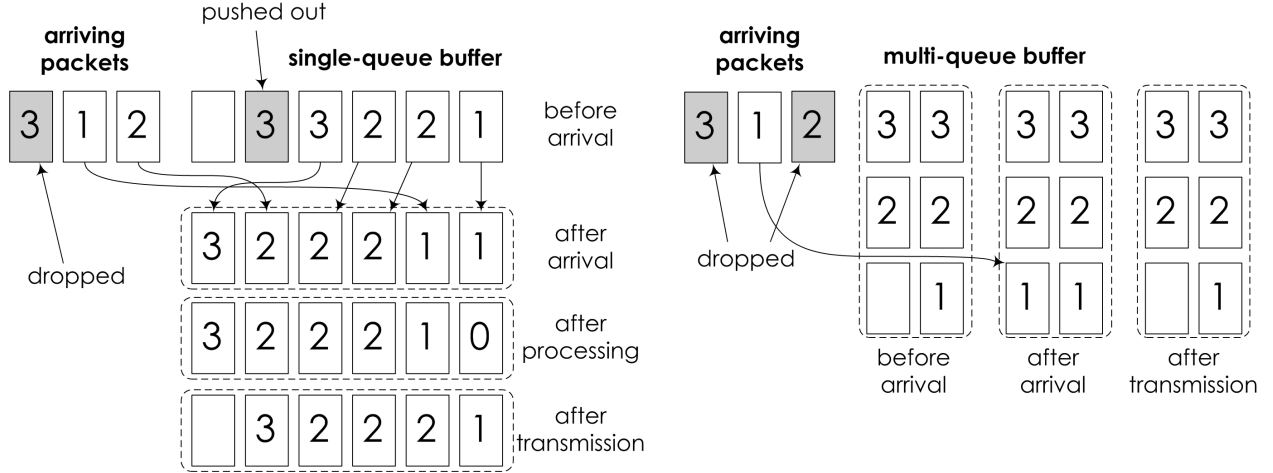 pushed out
arriving
packets
single-queue buffer
3 1 2
3 3 2 2 1
before
arrival
3 2 2 2 1 1
after
arrival
dropped
3 2 2 2 1 0
after
processing
3 2 2 2 1
after
transmission
arriving
packets
multi-queue buffer
3 1 2
3 3 3 3 3 3
2 2 2 2 2 2
dropped
1 1 1 1
before
arrival
after
arrival
after
transmission